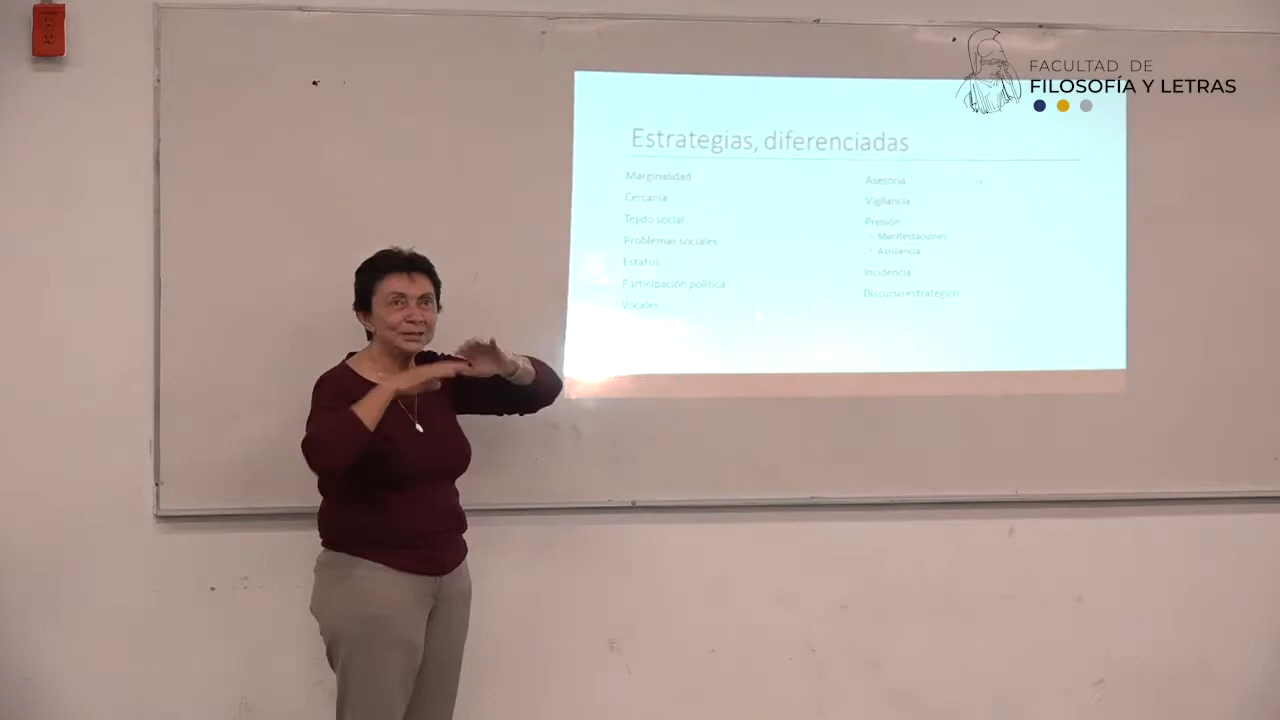 FACULTAD DE
FILOSOFÍA Y LETRAS
Estrategias, diferenciadas
Marginalidad
Cercanía
Tejido social
Problemas sociales
Estatus
Participación política
Vocales
Asesoría
Vigilancia
Presión
Manifestaciones
Asistencia
Incidencia
Discurso estratégico